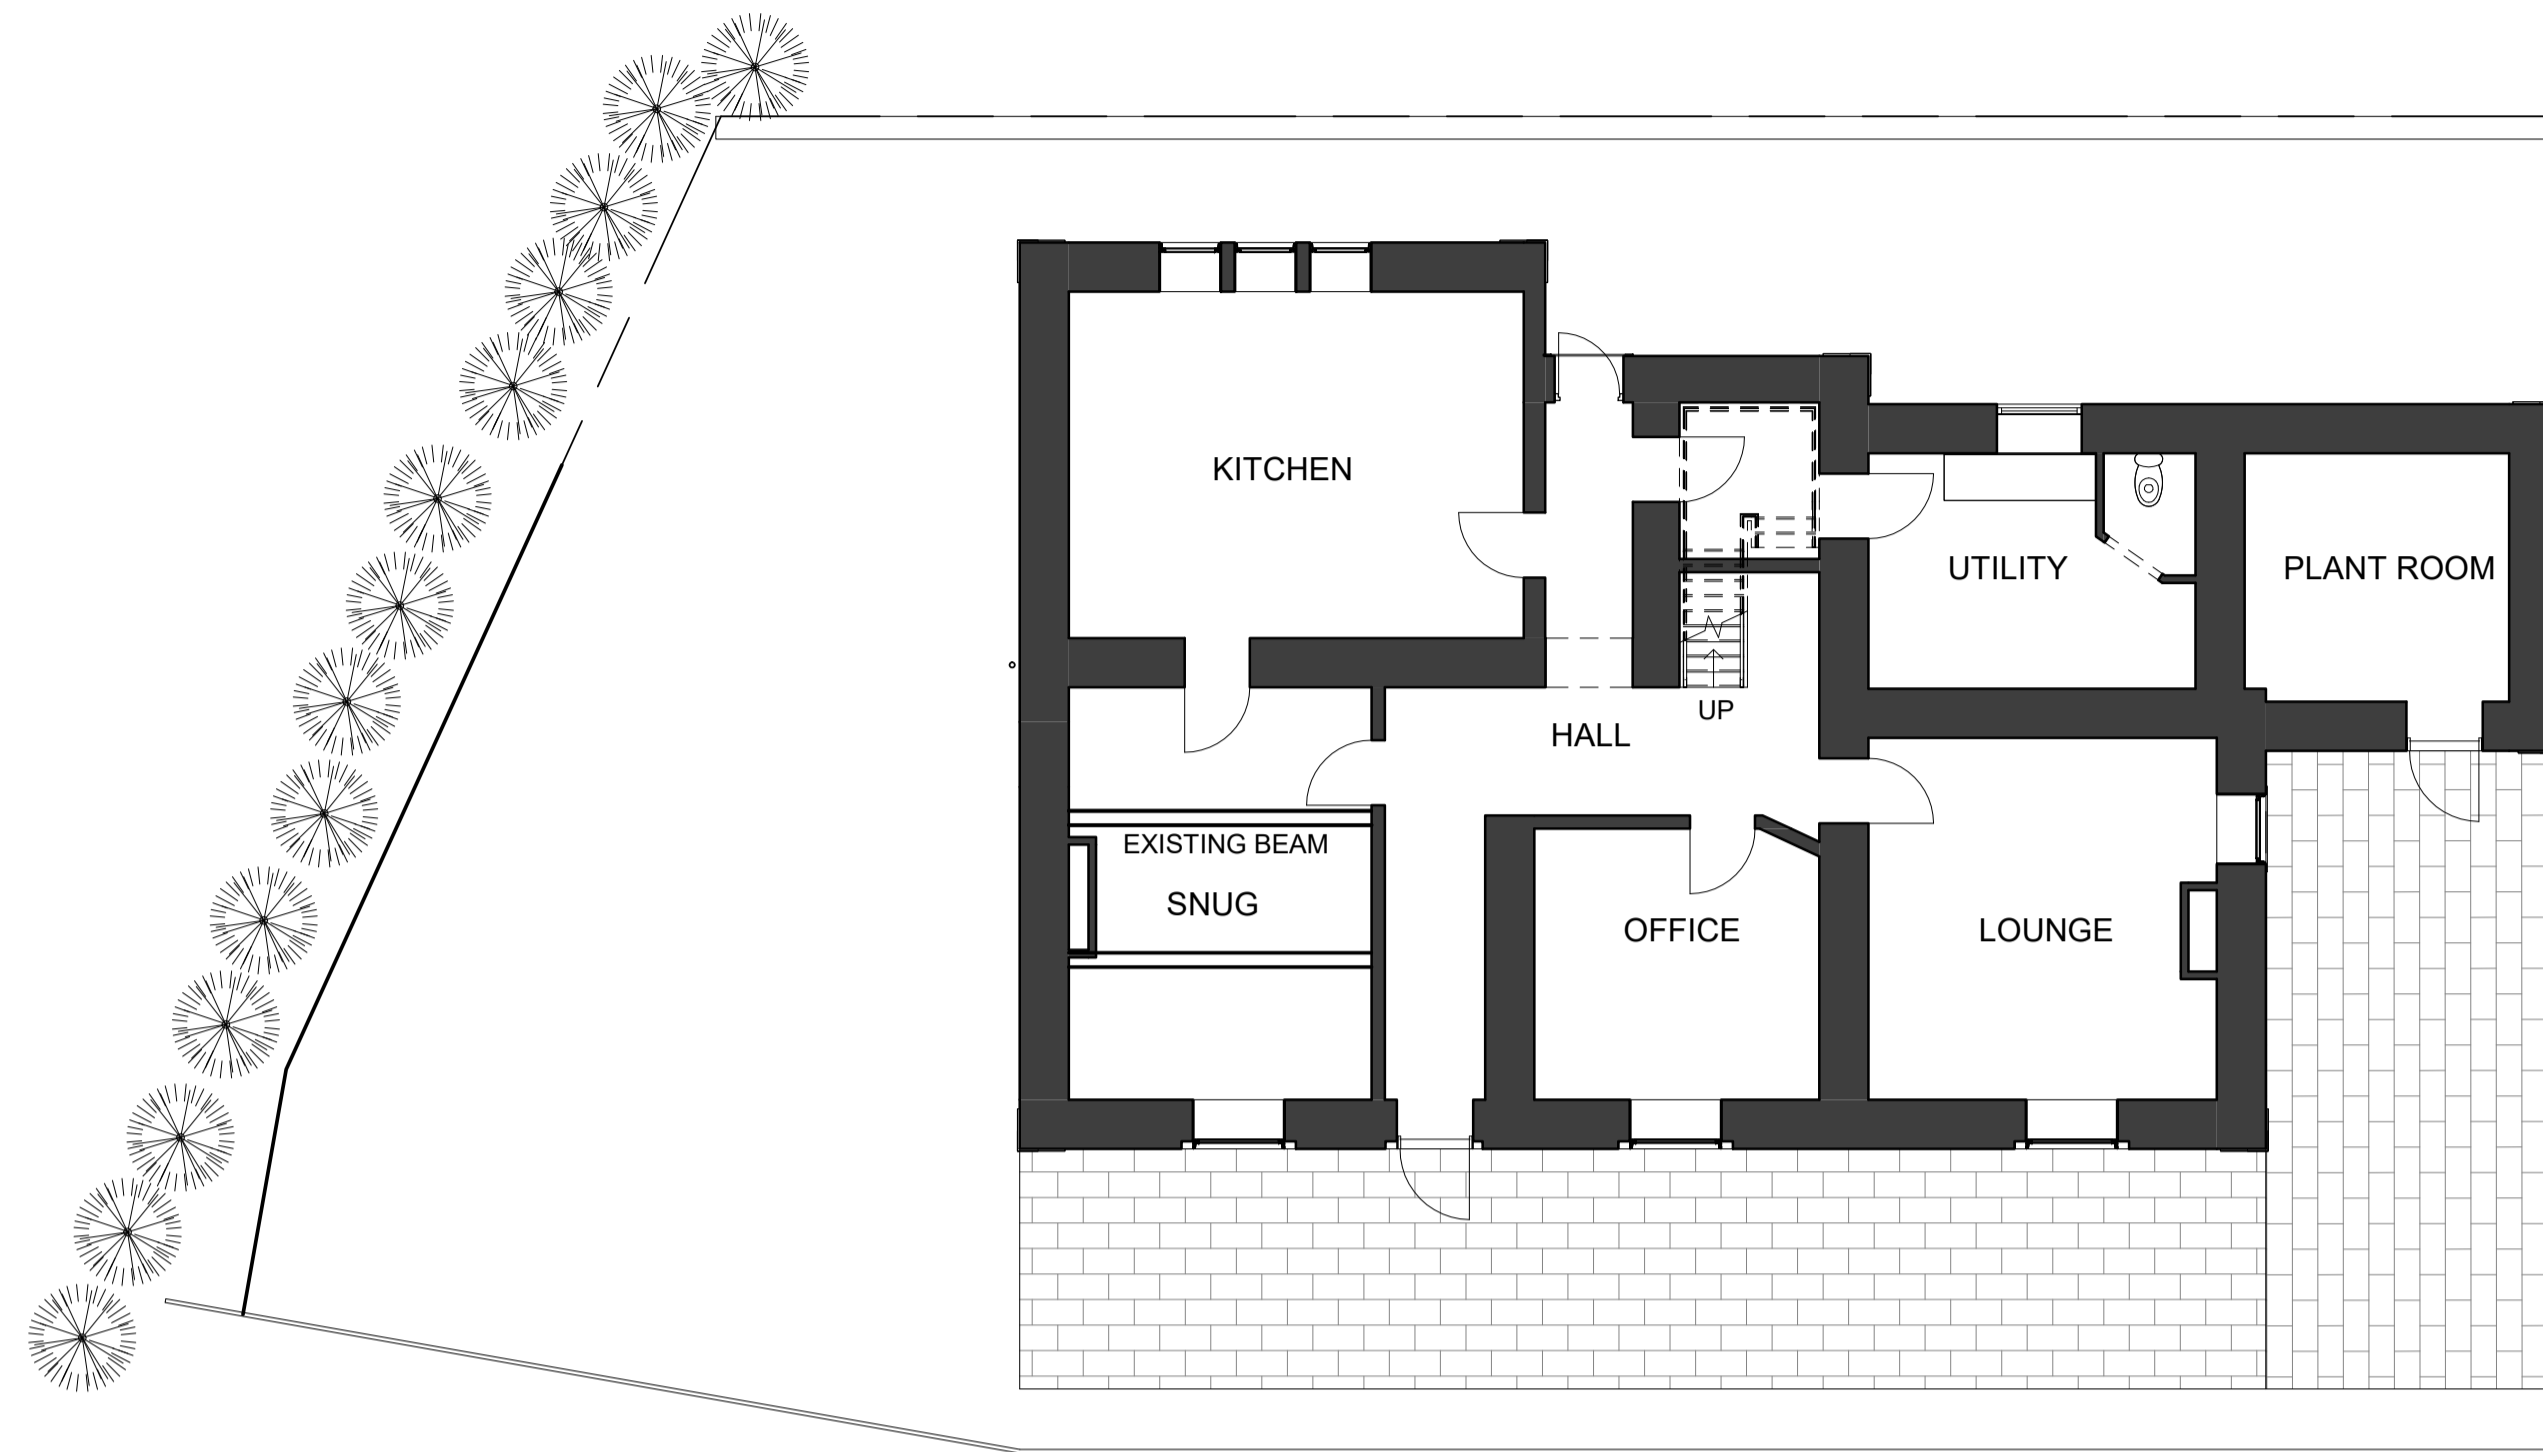 KITCHEN
UTILITY
PLANT ROOM
UP
HALL
EXISTING BEAM
SNUG
OFFICE
LOUNGE